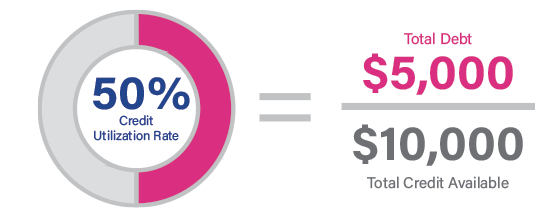 50%
Credit
Utilization Rate
=
Total Debt
$5,000
$10,000
Total Credit Available